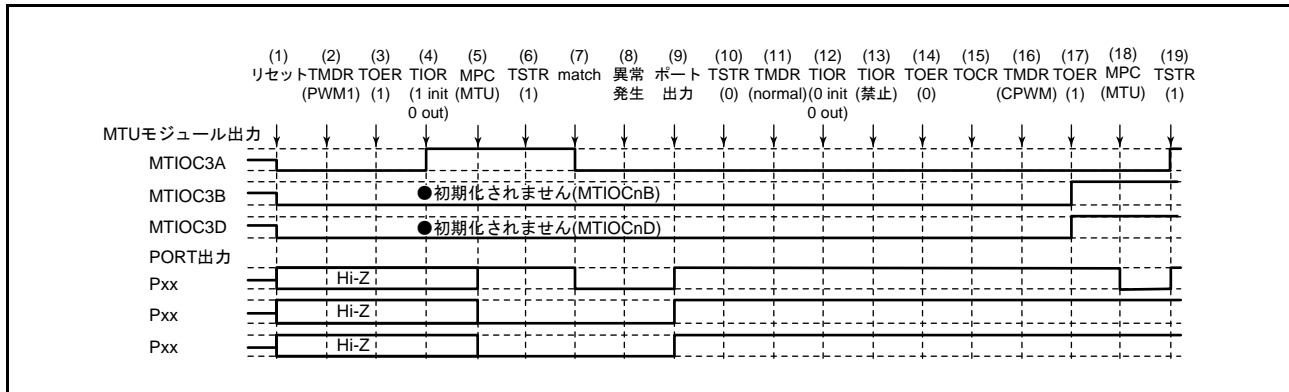 (1) (2) (3) (4) (5) (6) (7) (8) (9) (10) (11) (12) (13) (14) (15) (16) (17) (18) (19)
リセット TMDR TOER TIOR MPC TSTR match 異常 ポート TSTR TMDR TIOR TIOR TOER TOCR TMDR TOER MPC TSTR
(PWM1) (1) (1 init (MTU) (1) 発生 出力 (0) (normal) (0 init (禁止) (0) (CPWM) (1) (MTU) (1)
0 out) 0 out)
MTUモジュール出力
MTIOC3A
MTIOC3B ●初期化されません(MTIOCnB)
MTIOC3D ●初期化されません(MTIOCnD)
PORT出力
Pxx Hi-Z
Pxx Hi-Z
Pxx Hi-Z